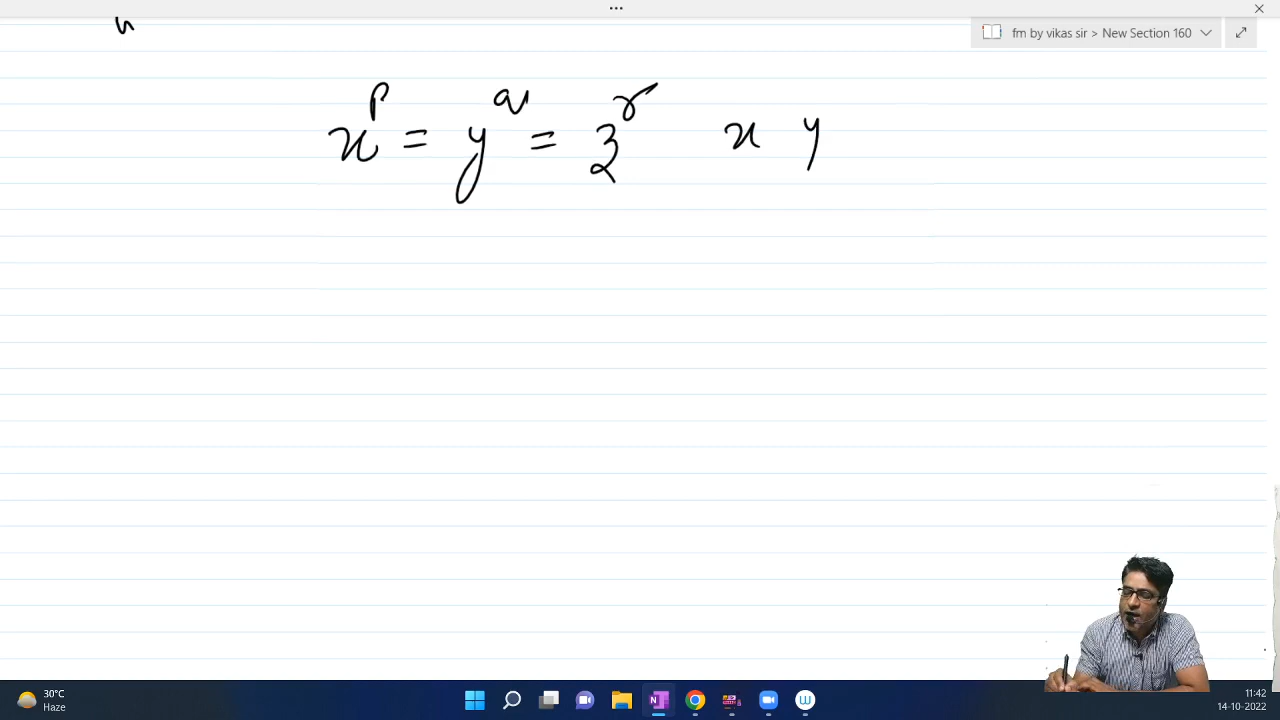 fm by vikas sir > New Section 160
x^p = y^q = z^r x y
30°C
Haze
11:42
14-10-2022